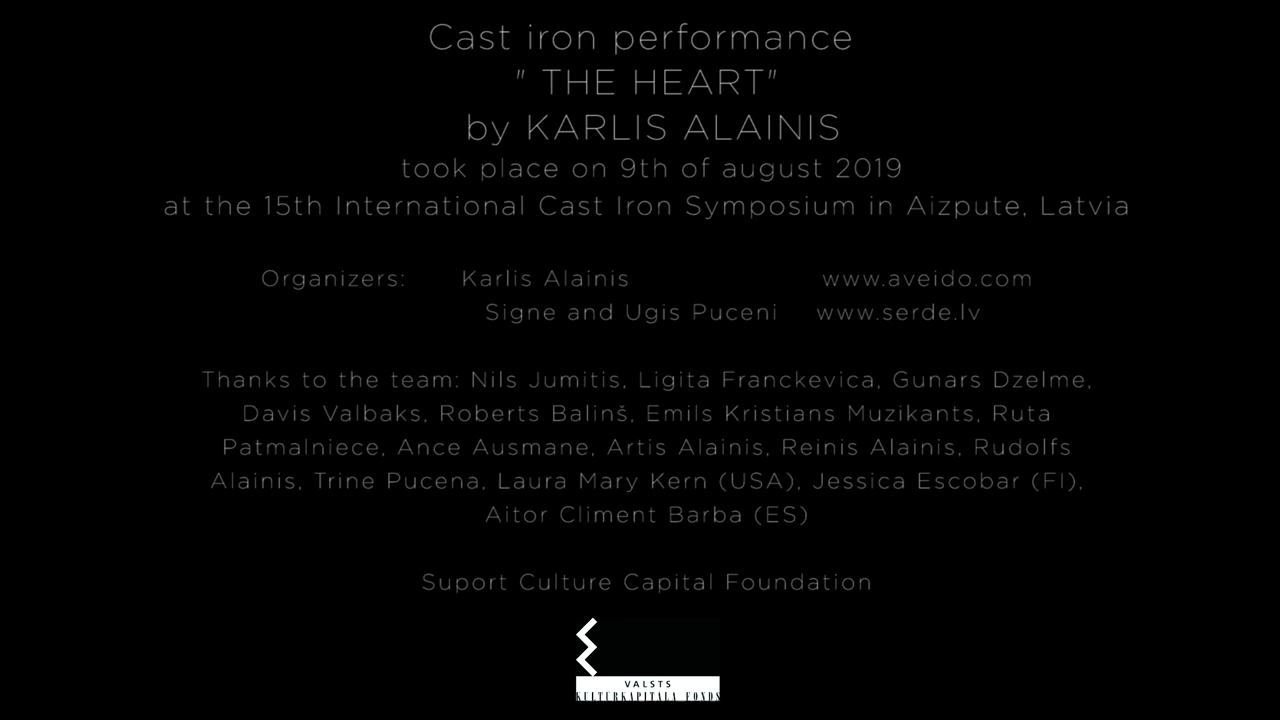 Cast iron performance
" THE HEART"
by KARLIS ALAINIS
took place on 9th of august 2019
at the 15th International Cast Iron Symposium in Aizpute, Latvia
Organizers: Karlis Alainis www.aveido.com
Signe and Ugis Puceni www.serde.lv
Thanks to the team: Nils Jumitis, Ligita Franckevica, Gunars Dzelme,
Davis Valbaks, Roberts Balinš, Emils Kristians Muzikants, Ruta
Patmalniece, Ance Ausmane, Artis Alainis, Reinis Alainis, Rudolfs
Alainis, Trine Pucena, Laura Mary Kern (USA), Jessica Escobar (FI),
Aitor Climent Barba (ES)
Suport Culture Capital Foundation
VALSTS
KULTŪRKAPITĀLA FONDS